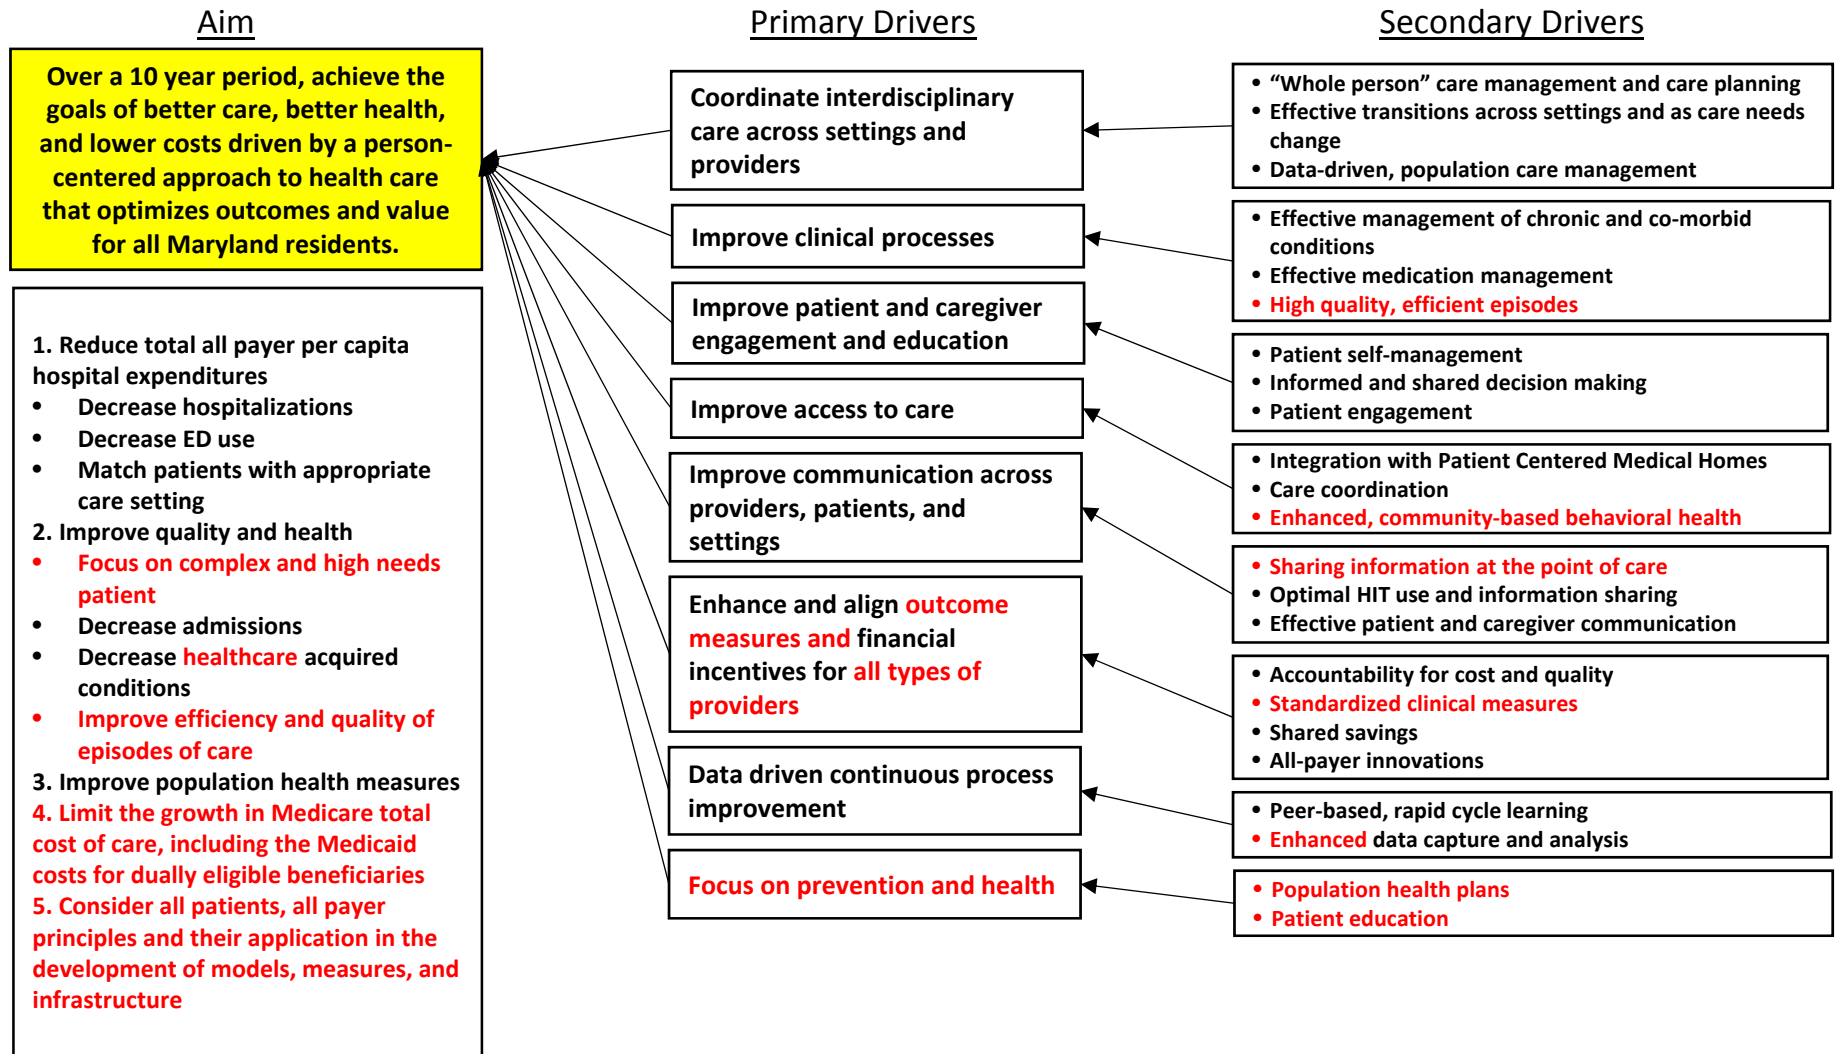 Aim
Over a 10 year period, achieve the
goals of better care, better health,
and lower costs driven by a person-
centered approach to health care
that optimizes outcomes and value
for all Maryland residents.
1. Reduce total all payer per capita
hospital expenditures
• Decrease hospitalizations
• Decrease ED use
• Match patients with appropriate
care setting
2. Improve quality and health
• Focus on complex and high needs
patient
• Decrease admissions
• Decrease healthcare acquired
conditions
• Improve efficiency and quality of
episodes of care
3. Improve population health measures
4. Limit the growth in Medicare total
cost of care, including the Medicaid
costs for dually eligible beneficiaries
5. Consider all patients, all payer
principles and their application in the
development of models, measures, and
infrastructure
Primary Drivers
Coordinate interdisciplinary
care across settings and
providers
Improve clinical processes
Improve patient and caregiver
engagement and education
Improve access to care
Improve communication across
providers, patients, and
settings
Enhance and align outcome
measures and financial
incentives for all types of
providers
Data driven continuous process
improvement
Focus on prevention and health
Secondary Drivers
• “Whole person” care management and care planning
• Effective transitions across settings and as care needs
change
• Data-driven, population care management
• Effective management of chronic and co-morbid
conditions
• Effective medication management
• High quality, efficient episodes
• Patient self-management
• Informed and shared decision making
• Patient engagement
• Integration with Patient Centered Medical Homes
• Care coordination
• Enhanced, community-based behavioral health
• Sharing information at the point of care
• Optimal HIT use and information sharing
• Effective patient and caregiver communication
• Accountability for cost and quality
• Standardized clinical measures
• Shared savings
• All-payer innovations
• Peer-based, rapid cycle learning
• Enhanced data capture and analysis
• Population health plans
• Patient education